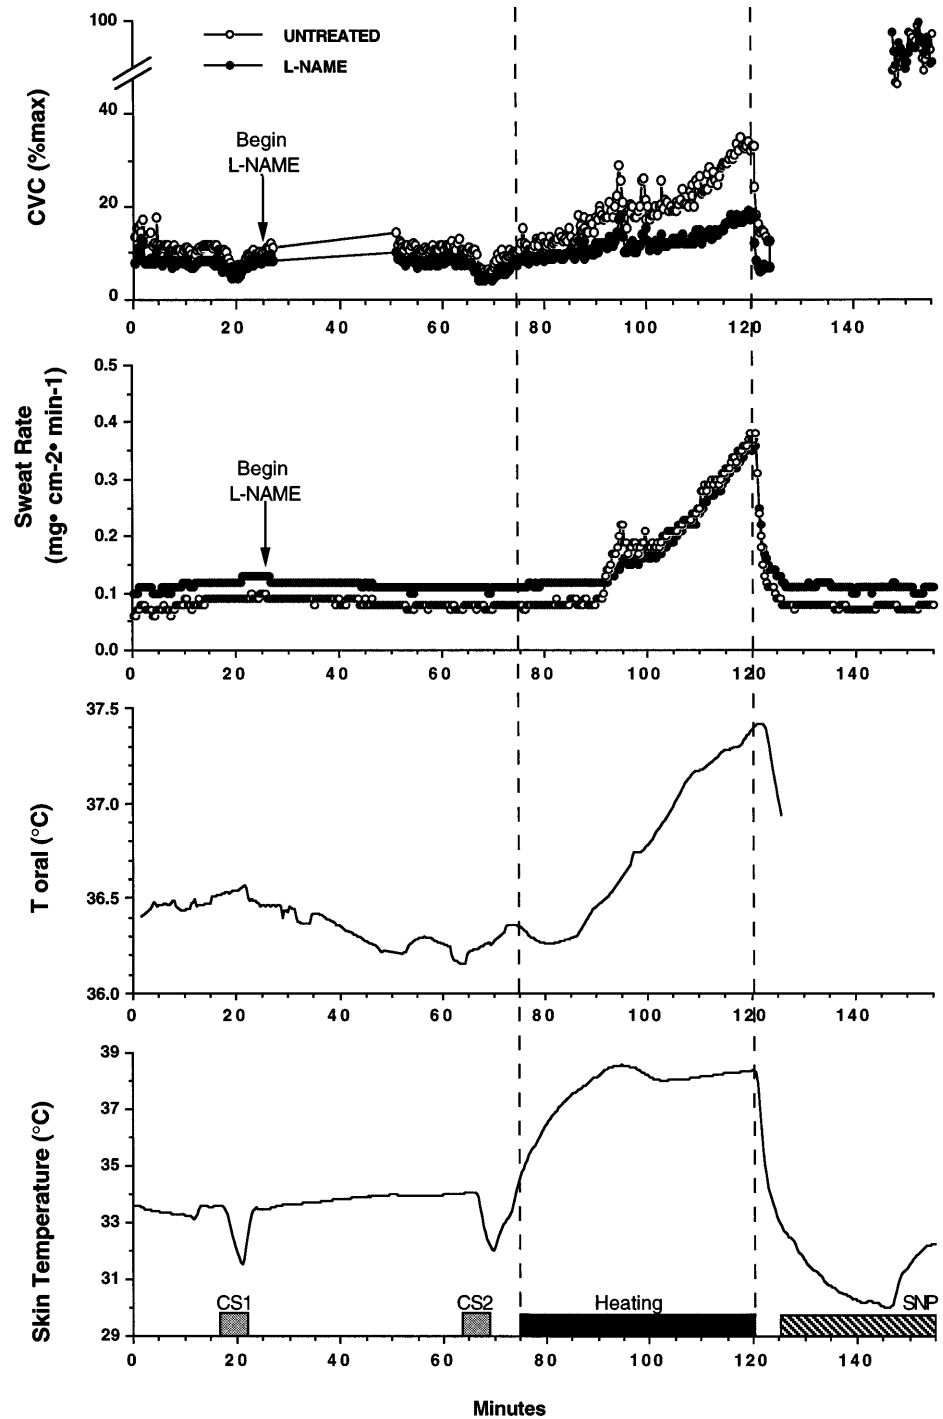 100
UNTREATED
L-NAME
40
20
0
CVC (%max)
Begin
L-NAME
0 20 40 60 80 100 120 140
0.5
0.4
0.3
0.2
0.1
0.0
Sweat Rate
(mg• cm-2• min-1)
Begin
L-NAME
0 20 40 60 80 100 120 140
37.5
37.0
36.5
36.0
T oral (°C)
0 20 40 60 80 100 120 140
39
37
35
33
31
29
Skin Temperature (°C)
CS1 CS2 Heating SNP
0 20 40 60 80 100 120 140
Minutes